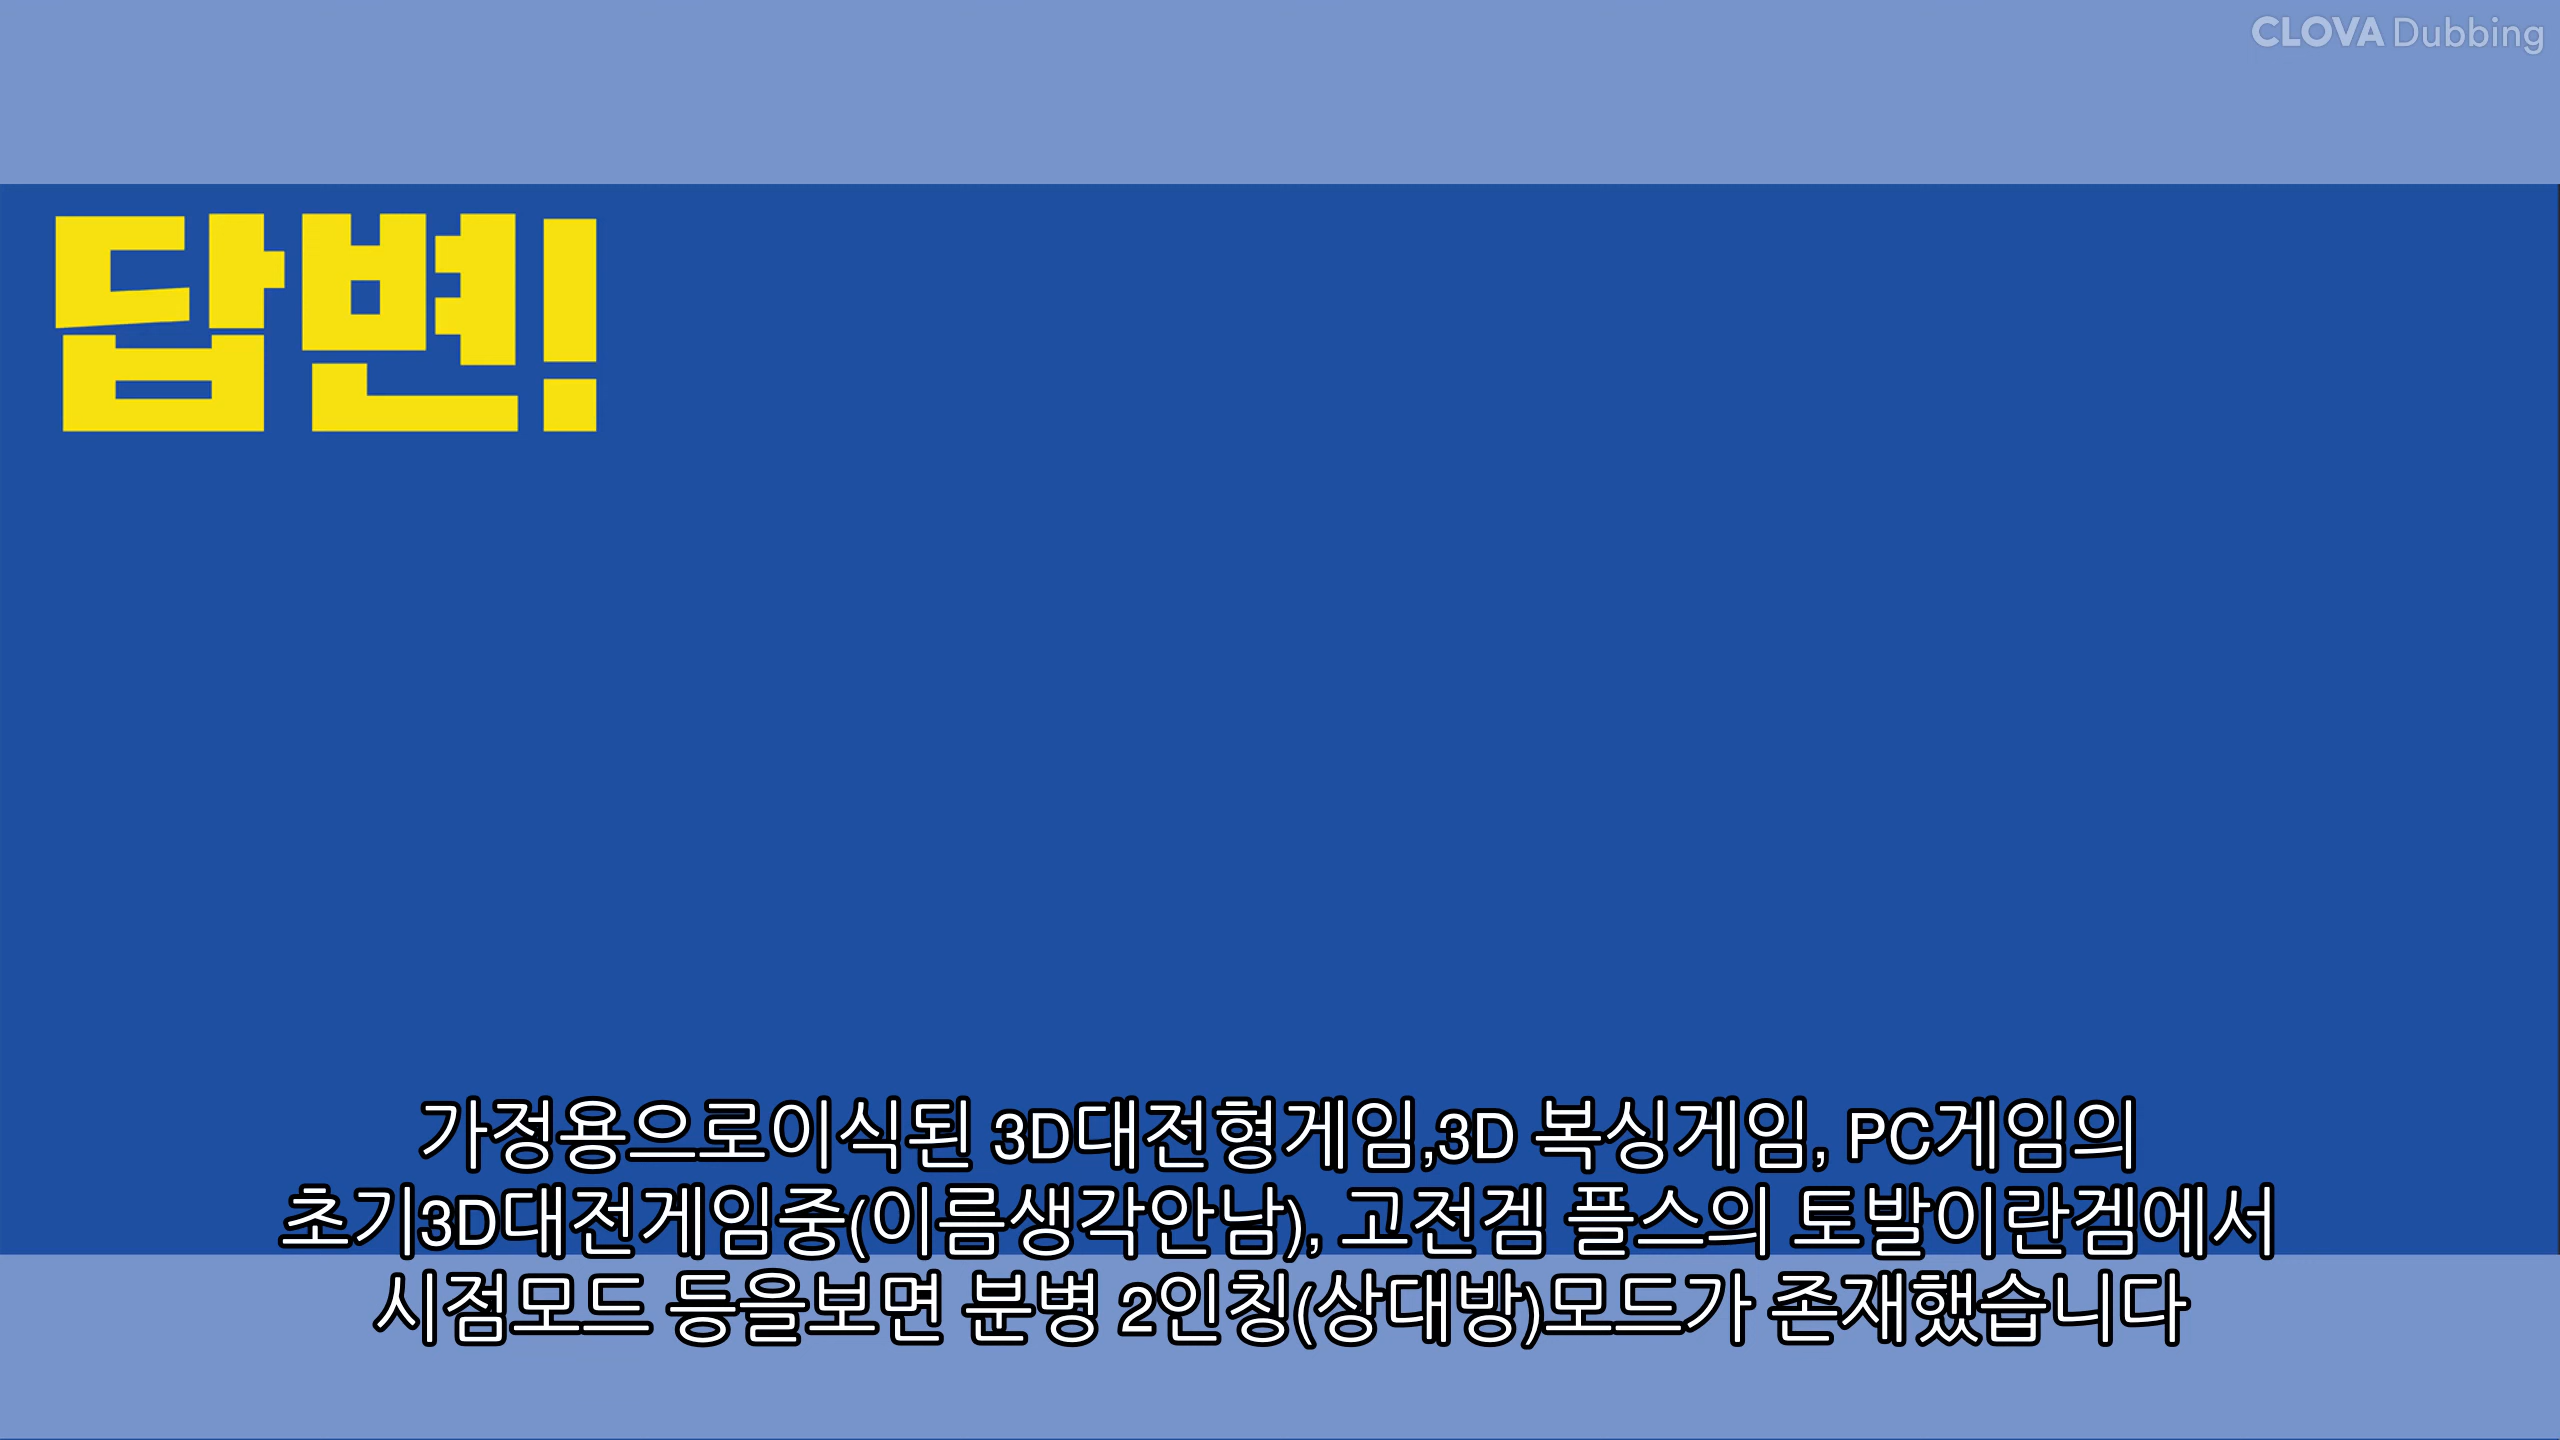 CLOVA Dubbing
답변!
가정용으로이식된 3D대전형게임,3D 복싱게임, PC게임의
초기3D대전게임중(이름생각안남), 고전겜 플스의 토발이란겜에서
시점모드 등을보면 분병 2인칭(상대방)모드가 존재했습니다